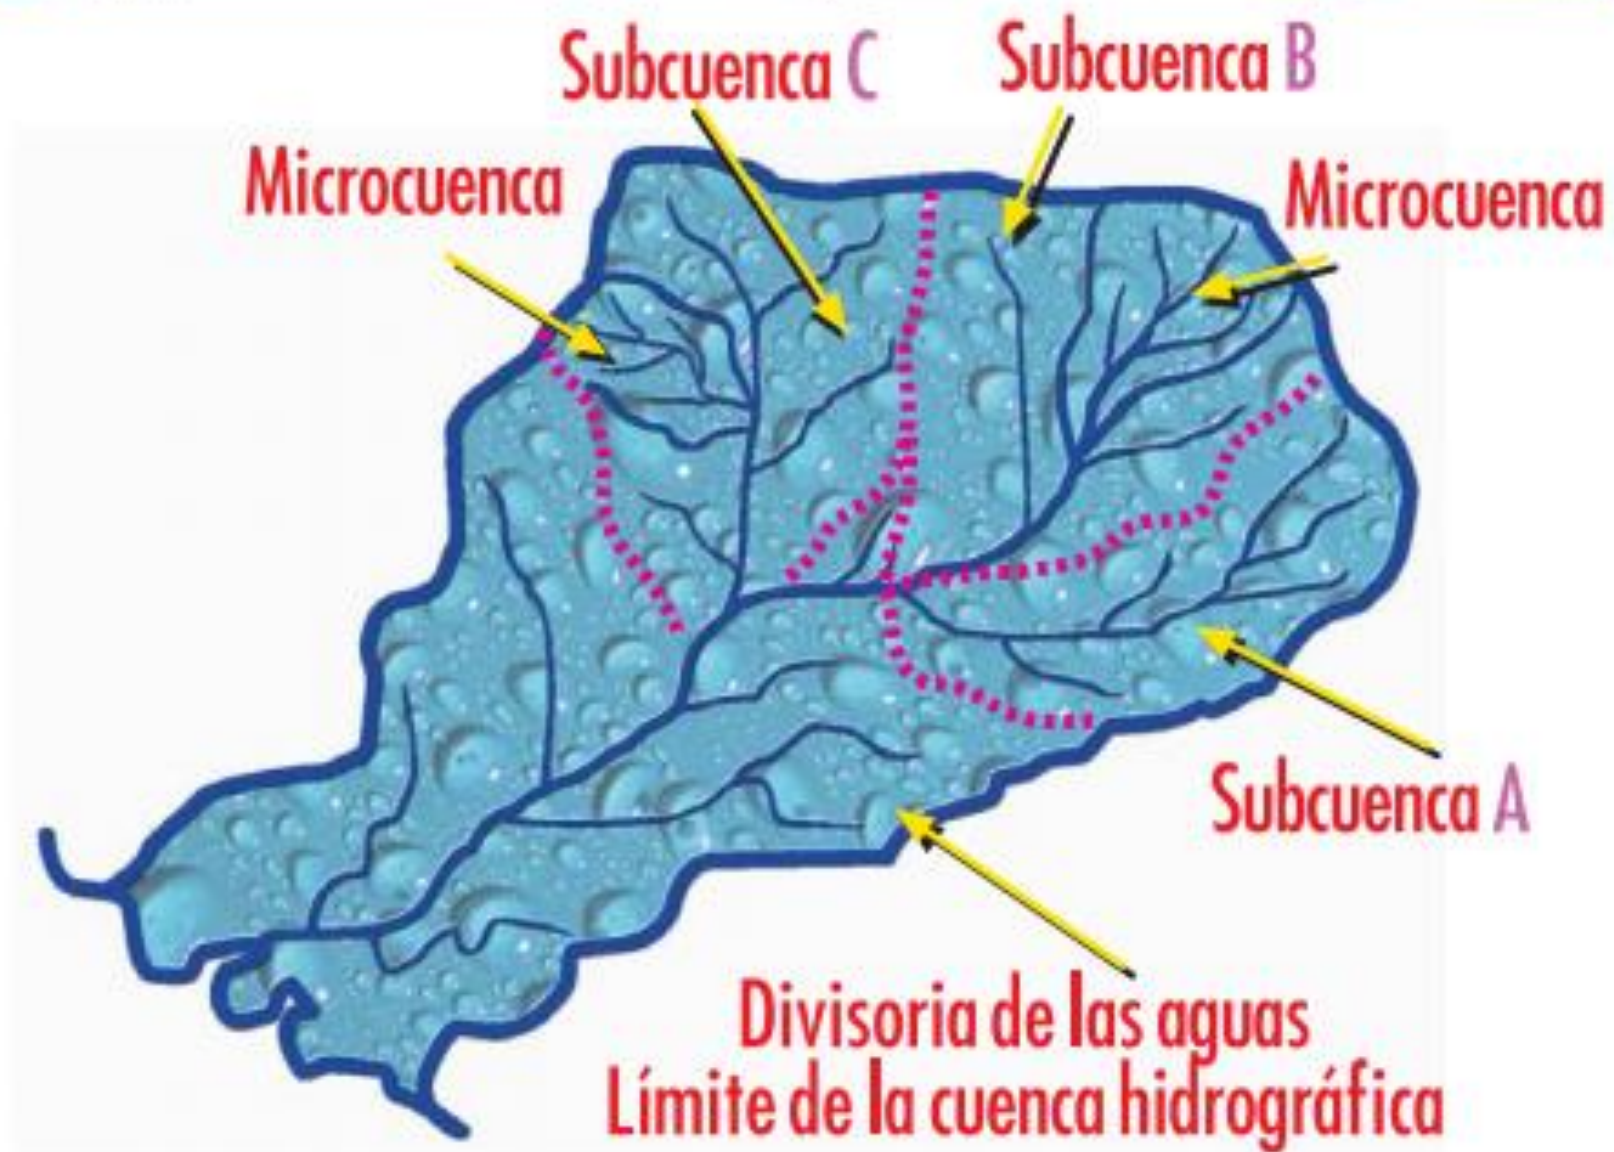 Subcuenca C
Subcuenca B
Microcuenca
Microcuenca
Subcuenca A
Divisoria de las aguas
Límite de la cuenca hidrográfica